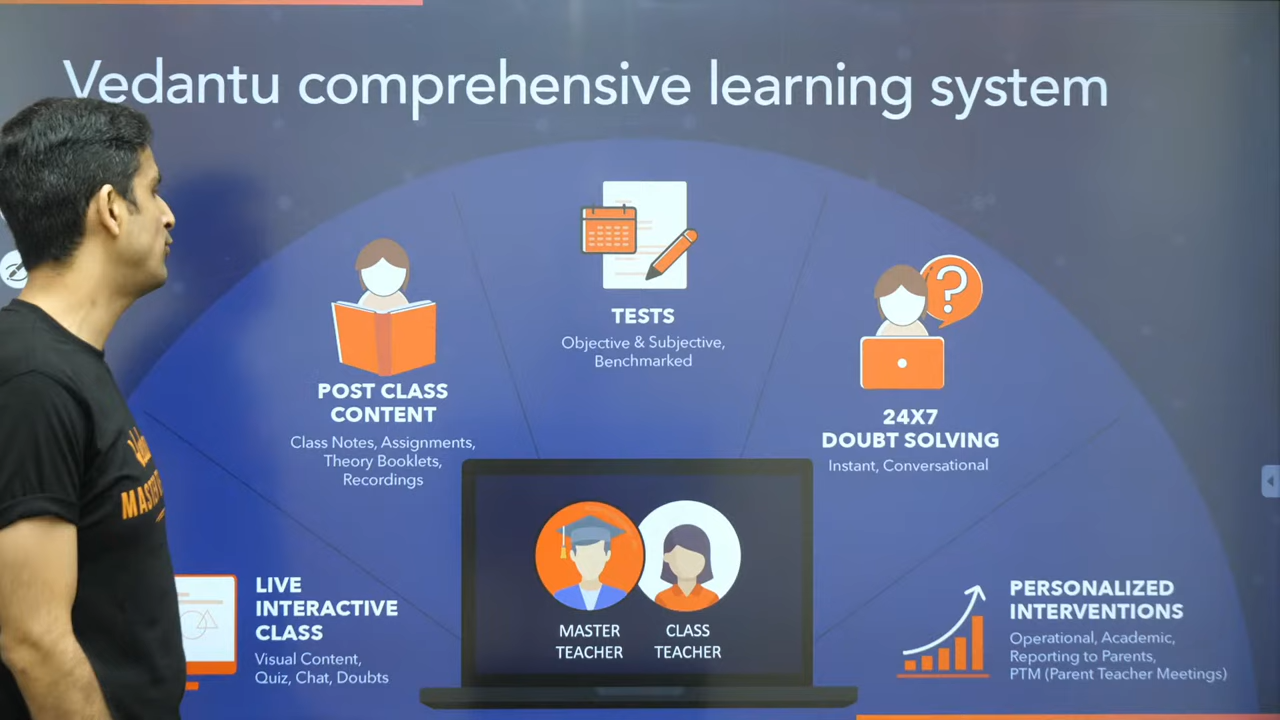 Vedantu comprehensive learning system
TESTS
Objective & Subjective,
Benchmarked
POST CLASS
CONTENT
Class Notes, Assignments,
Theory Booklets,
Recordings
24X7
DOUBT SOLVING
Instant, Conversational
LIVE
INTERACTIVE
CLASS
Visual Content,
Quiz, Chat, Doubts
MASTER
TEACHER
CLASS
TEACHER
PERSONALIZED
INTERVENTIONS
Operational, Academic,
Reporting to Parents,
PTM (Parent Teacher Meetings)